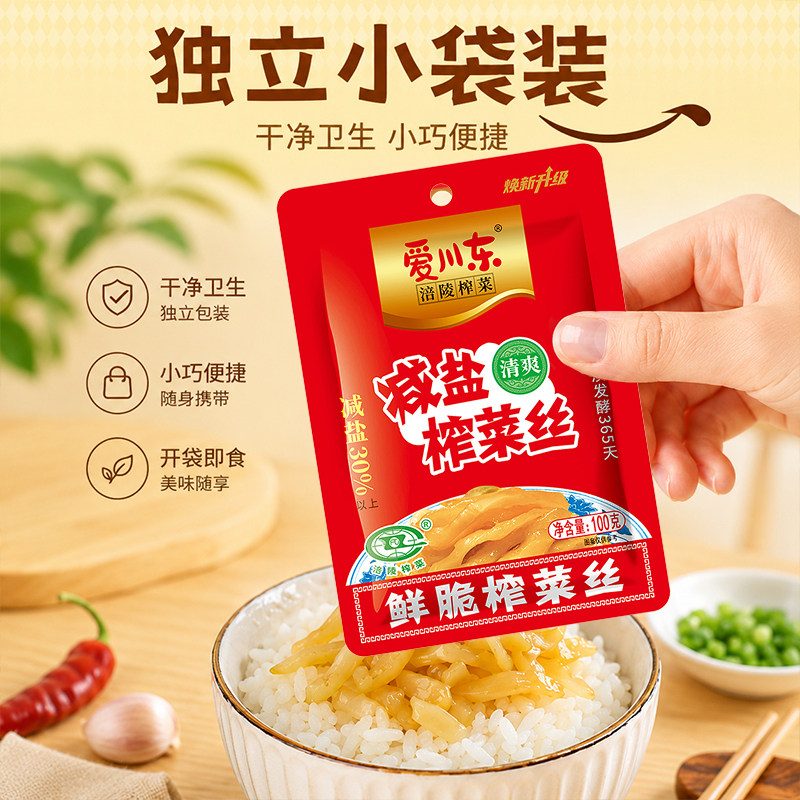 独立小袋装
干净卫生 小巧便捷
焕新升级
爱川东®
涪陵榨菜
干净卫生
独立包装
小巧便捷
随身携带
开袋即食
美味随享
减盐
清爽
榨菜丝
减盐30%
以上
发酵365天
净含量:100克
®
涪陵榨菜
鲜脆榨菜丝